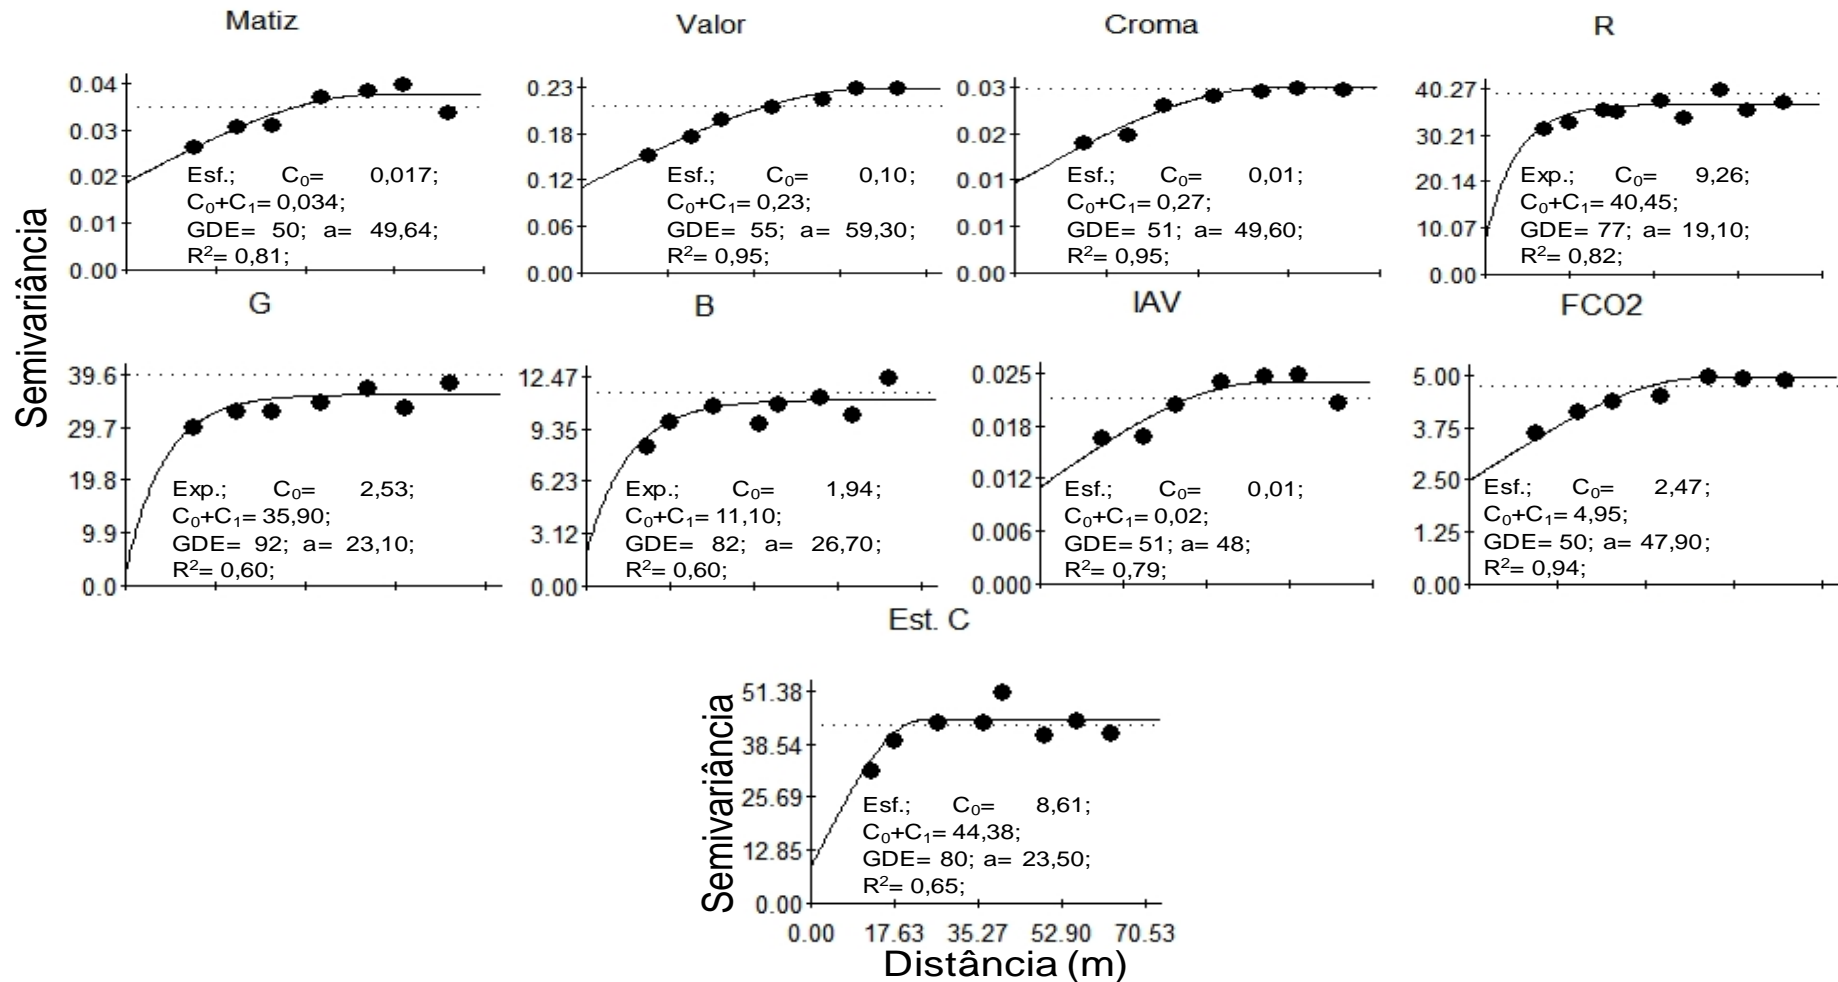 Matiz
0.04
0.03
0.02
0.01
0.00
Esf.; C₀= 0,017;
C₀+C₁= 0,034;
GDE= 50; a= 49,64;
R²= 0,81;
Valor
0.23
0.18
0.12
0.06
0.00
Esf.; C₀= 0,10;
C₀+C₁= 0,23;
GDE= 55; a= 59,30;
R²= 0,95;
Croma
0.03
0.02
0.01
0.01
0.00
Esf.; C₀= 0,01;
C₀+C₁= 0,27;
GDE= 51; a= 49,60;
R²= 0,95;
R
40.27
30.21
20.14
10.07
0.00
Exp.; C₀= 9,26;
C₀+C₁= 40,45;
GDE= 77; a= 19,10;
R²= 0,82;
Semivariância
G
39.6
29.7
19.8
9.9
0.0
Exp.; C₀= 2,53;
C₀+C₁= 35,90;
GDE= 92; a= 23,10;
R²= 0,60;
B
12.47
9.35
6.23
3.12
0.00
Exp.; C₀= 1,94;
C₀+C₁= 11,10;
GDE= 82; a= 26,70;
R²= 0,60;
IAV
0.025
0.018
0.012
0.006
0.000
Esf.; C₀= 0,01;
C₀+C₁= 0,02;
GDE= 51; a= 48;
R²= 0,79;
FCO2
5.00
3.75
2.50
1.25
0.00
Esf.; C₀= 2,47;
C₀+C₁= 4,95;
GDE= 50; a= 47,90;
R²= 0,94;
Est. C
Semivariância
51.38
38.54
25.69
12.85
0.00
Esf.; C₀= 8,61;
C₀+C₁= 44,38;
GDE= 80; a= 23,50;
R²= 0,65;
0.00 17.63 35.27 52.90 70.53
Distância (m)